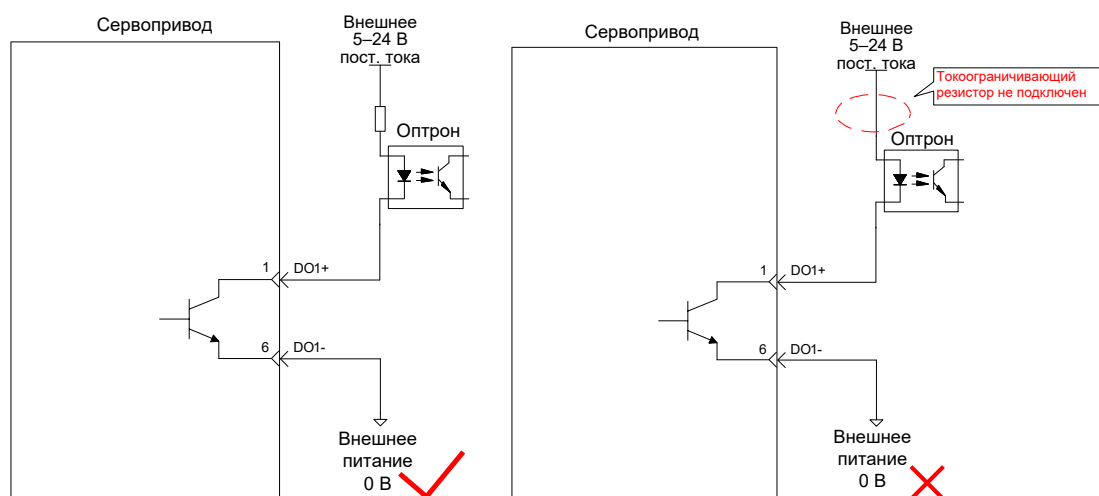 Сервопривод
Внешнее
5–24 В
пост. тока
Оптрон
1
DO1+
6
DO1-
Внешнее
питание
0 В
Сервопривод
Внешнее
5–24 В
пост. тока
Токоограничивающий
резистор не подключен
Оптрон
1
DO1+
6
DO1-
Внешнее
питание
0 В